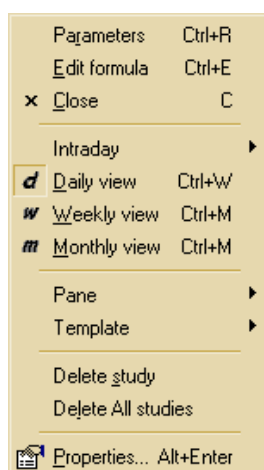 Parameters Ctrl+R
Edit formula Ctrl+E
× Close C
Intraday
d Daily view Ctrl+W
w Weekly view Ctrl+M
m Monthly view Ctrl+M
Pane
Template
Delete study
Delete All studies
Properties... Alt+Enter